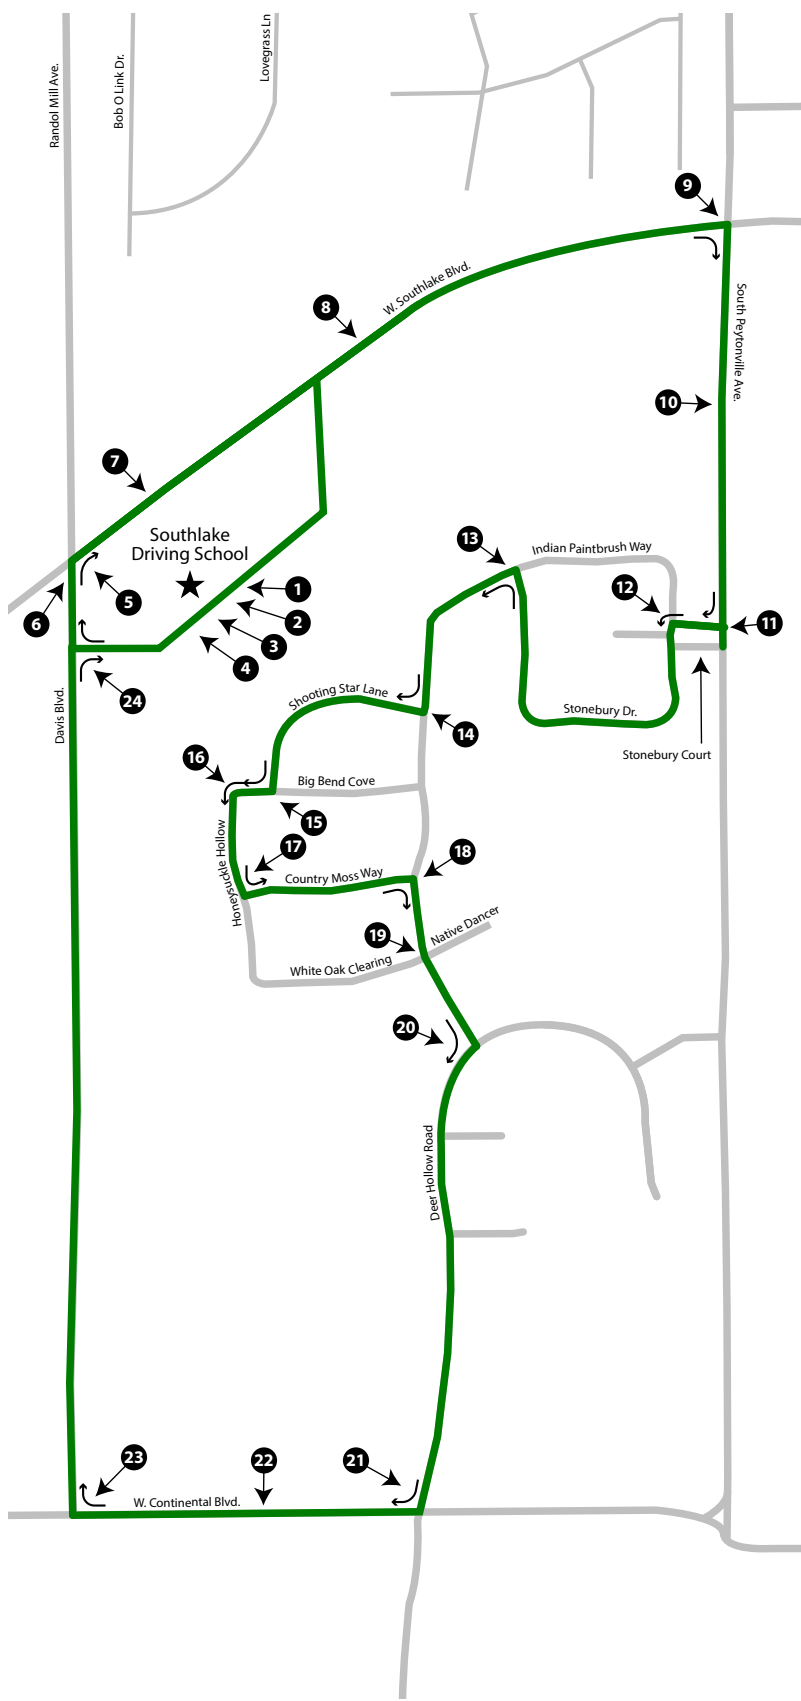 Randol Mill Ave.
Bob O Link Dr.
Lovegrass Ln
9
W. Southlake Blvd.
8
South Peytonville Ave.
10
7
Southlake
Driving School
13
Indian Paintbrush Way
12
1
5
2
6
11
3
4
24
Shooting Star Lane
Stonebury Dr.
Davis Blvd.
14
Stonebury Court
16
Big Bend Cove
15
Honeysuckle Hollow
17
18
Country Moss Way
19
Native Dancer
White Oak Clearing
20
Deer Hollow Road
23
22
21
W. Continental Blvd.